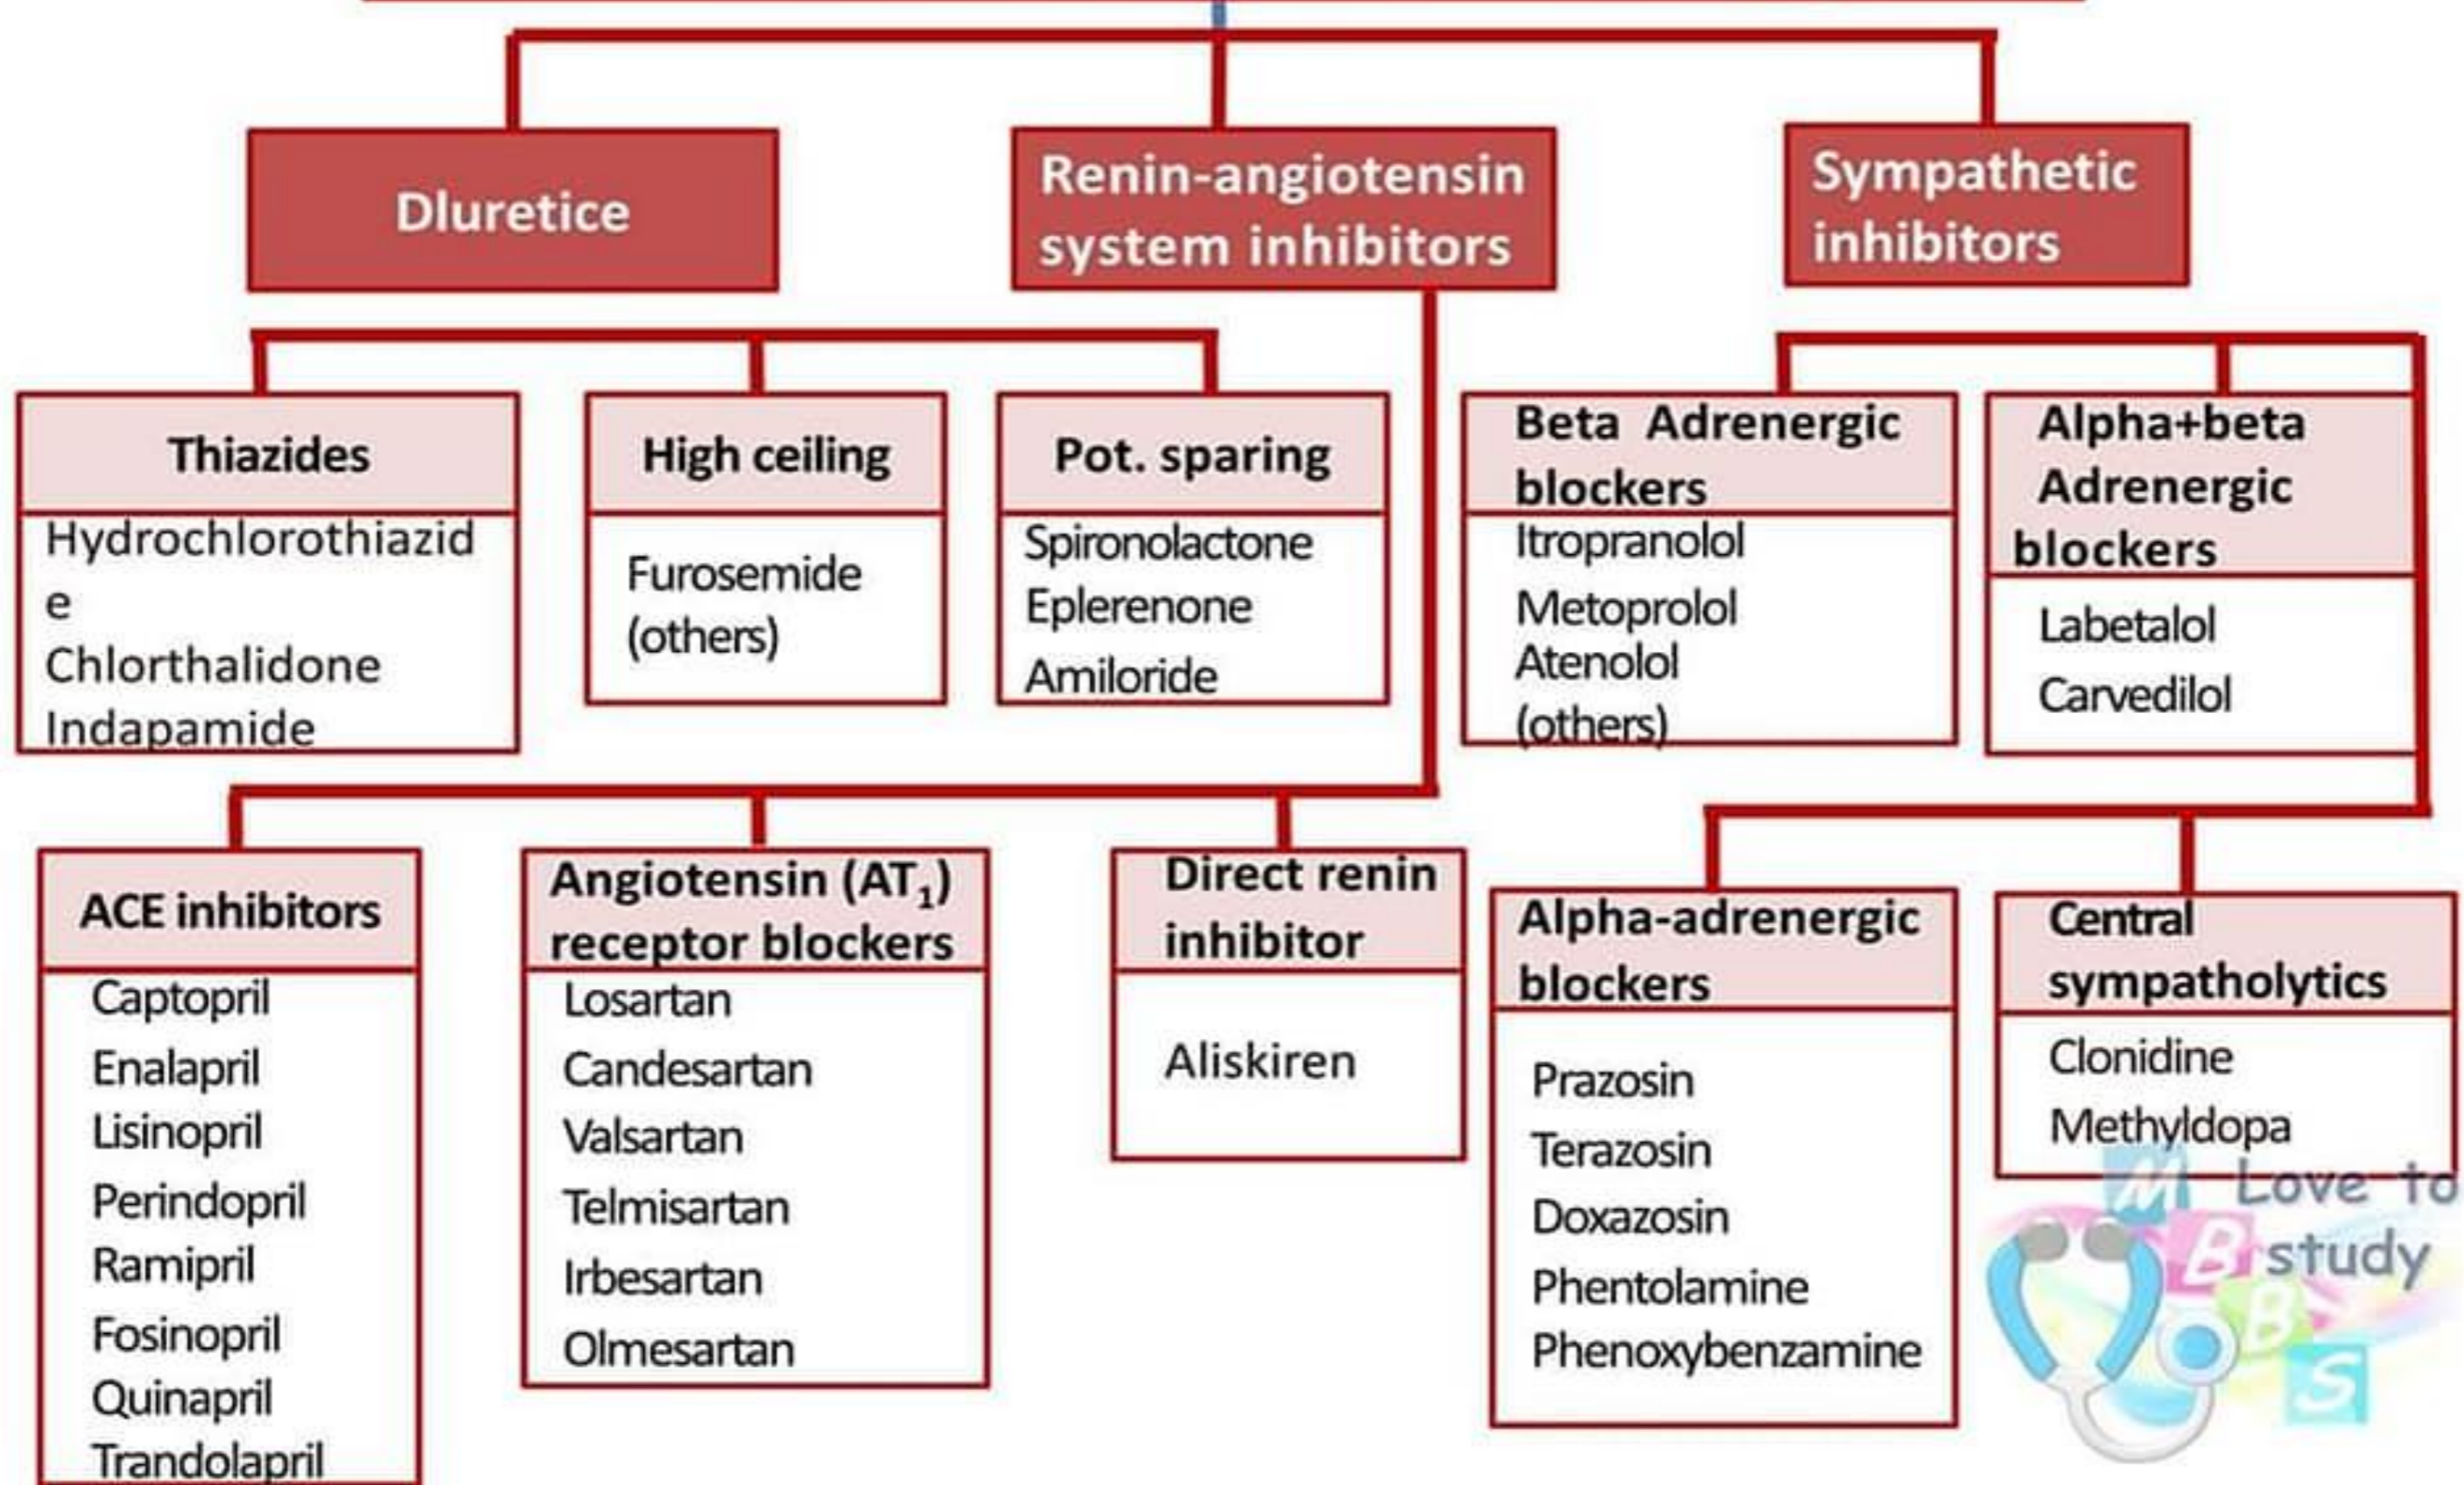 Dluretice
Renin-angiotensin
system inhibitors
Sympathetic
inhibitors
Thiazides
Hydrochlorothiazid
e
Chlorthalidone
Indapamide
High ceiling
Furosemide
(others)
Pot. sparing
Spironolactone
Eplerenone
Amiloride
Beta Adrenergic
blockers
Itropranolol
Metoprolol
Atenolol
(others)
Alpha+beta
Adrenergic
blockers
Labetalol
Carvedilol
ACE inhibitors
Captopril
Enalapril
Lisinopril
Perindopril
Ramipril
Fosinopril
Quinapril
Trandolapril
Angiotensin (AT₁)
receptor blockers
Losartan
Candesartan
Valsartan
Telmisartan
Irbesartan
Olmesartan
Direct renin
inhibitor
Aliskiren
Alpha-adrenergic
blockers
Prazosin
Terazosin
Doxazosin
Phentolamine
Phenoxybenzamine
Central
sympatholytics
Clonidine
Methyldopa
Love to
study
M
B
B
S